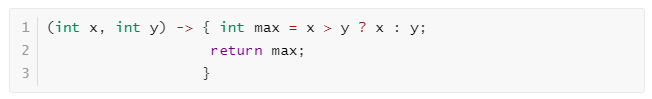 1 (int x, int y) -> { int max = x > y ? x : y;
2 return max;
3 }